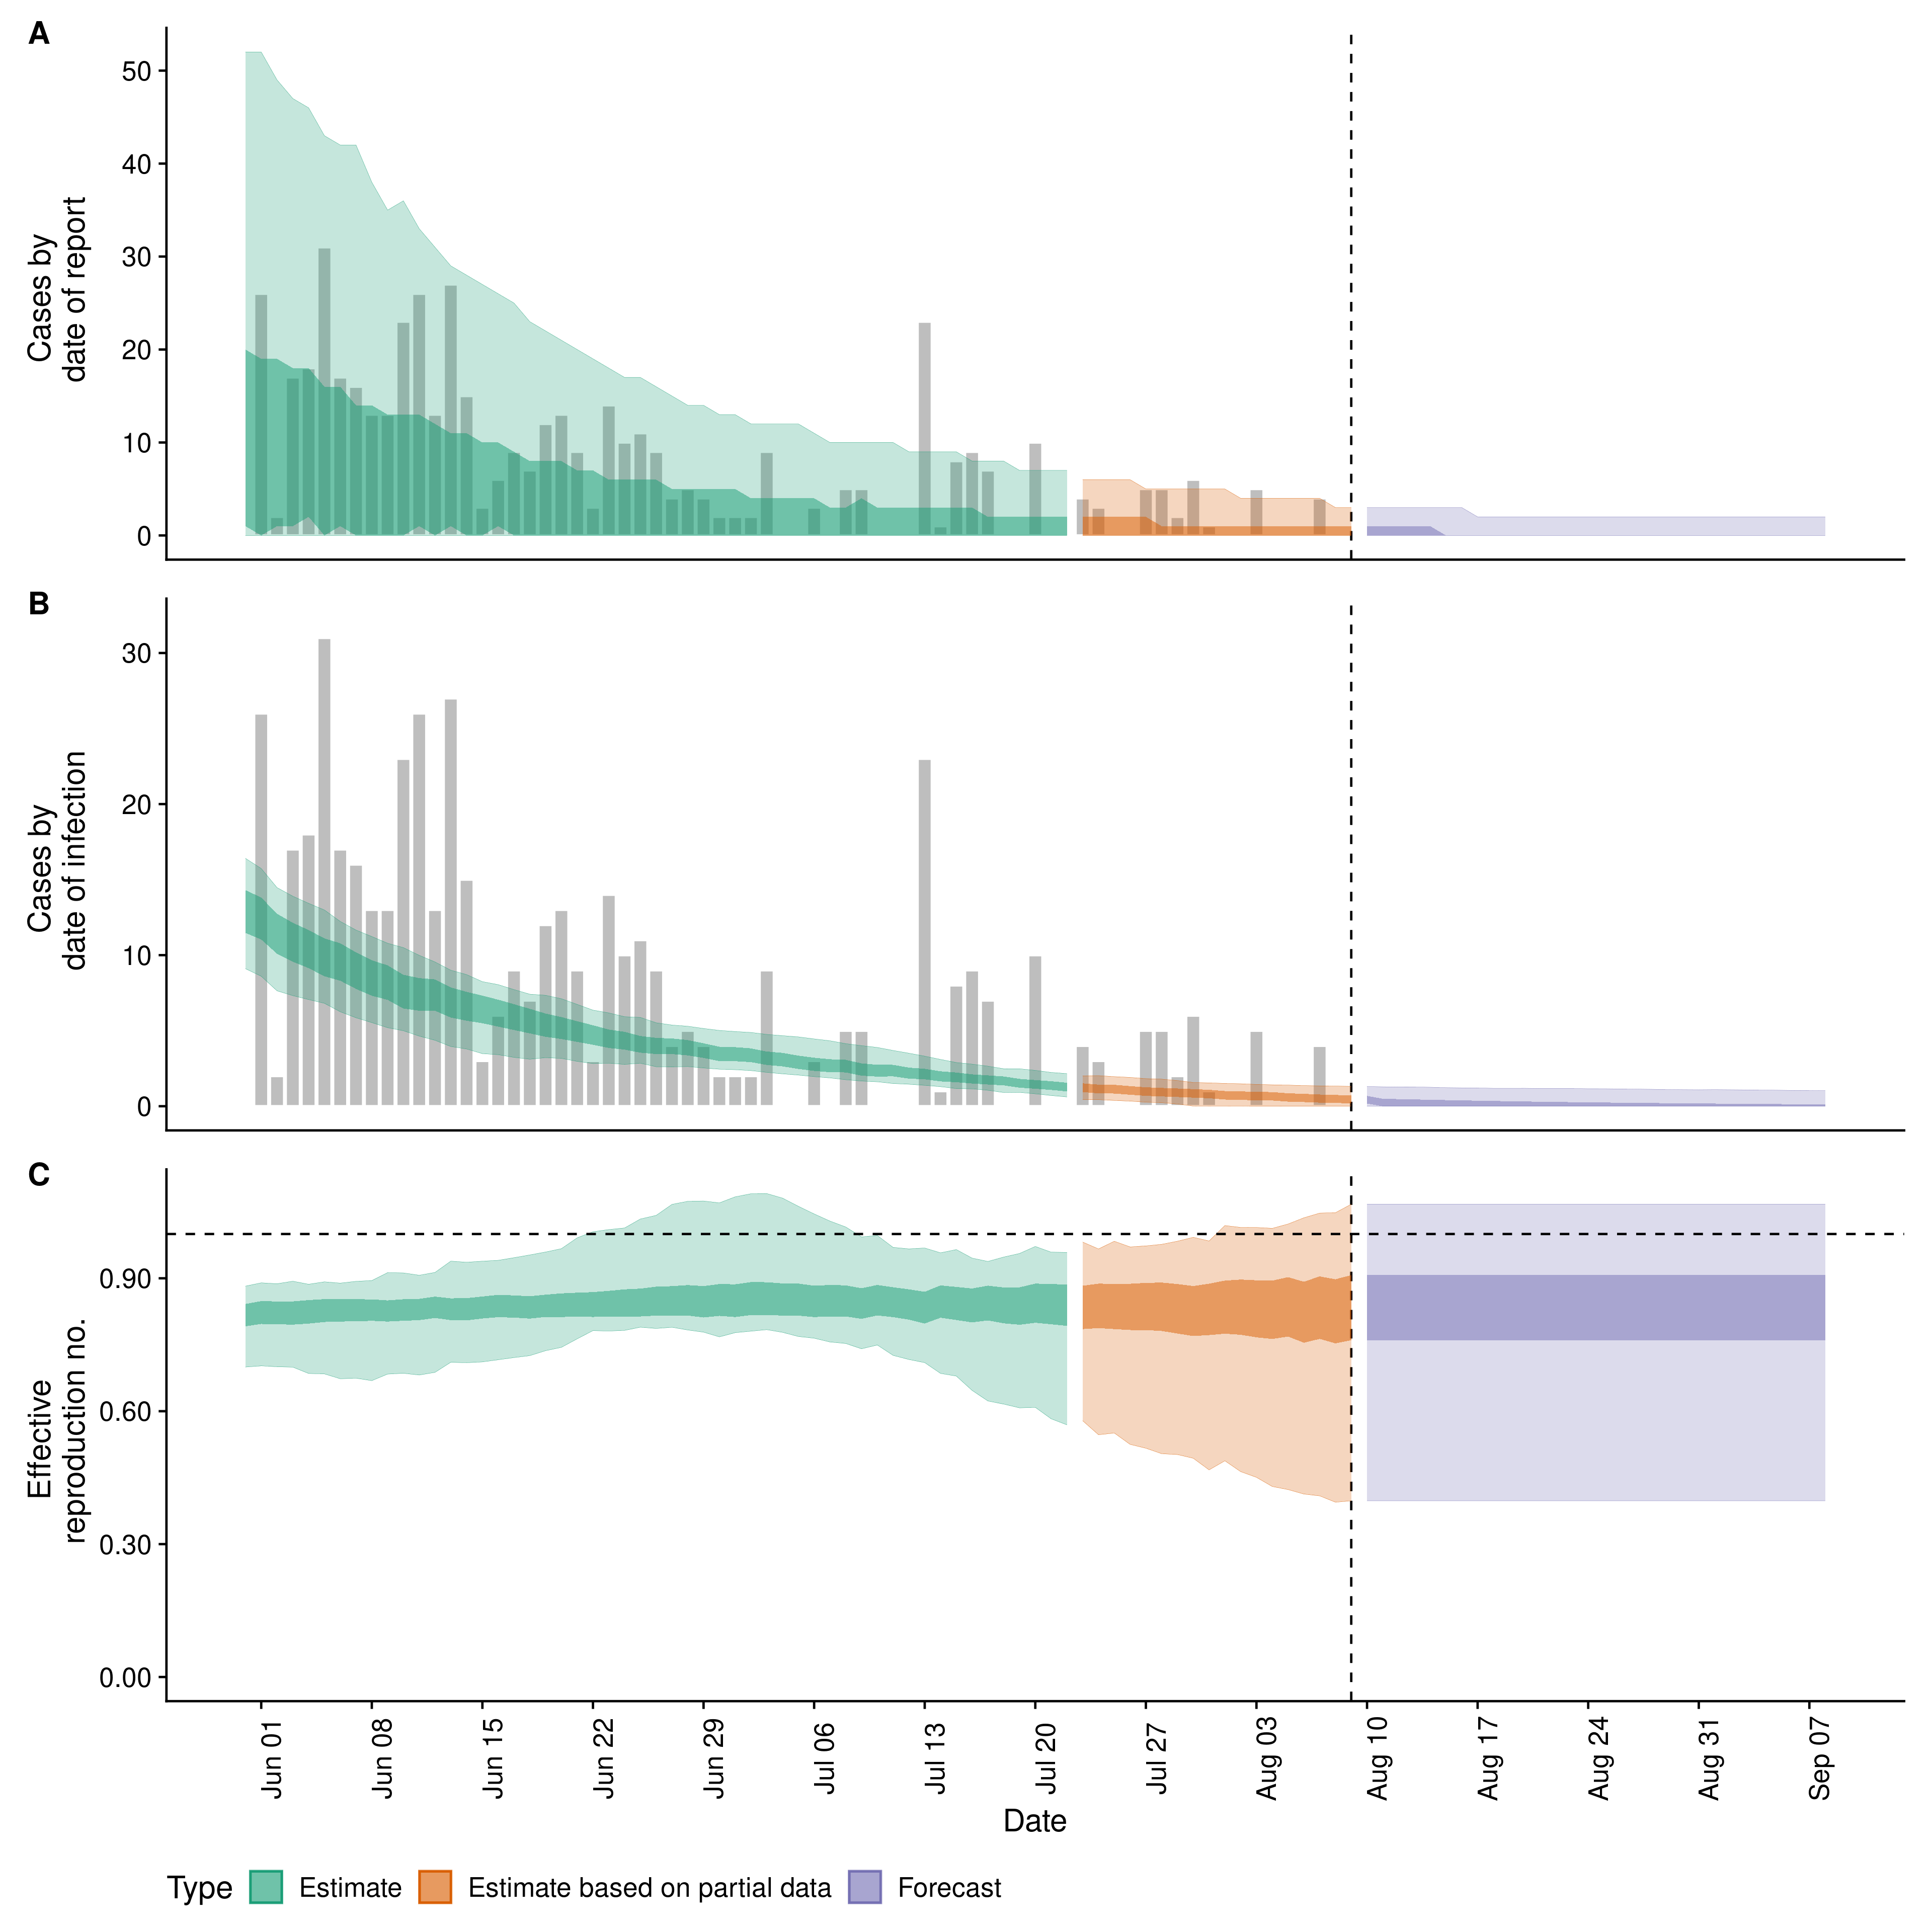 A
50
40
30
20
10
0
Cases by
date of report
B
30
20
10
0
Cases by
date of infection
C
0.90
0.60
0.30
0.00
Effective
reproduction no.
Jun 01
Jun 08
Jun 15
Jun 22
Jun 29
Jul 06
Jul 13
Jul 20
Jul 27
Aug 03
Aug 10
Aug 17
Aug 24
Aug 31
Sep 07
Date
Type Estimate Estimate based on partial data Forecast